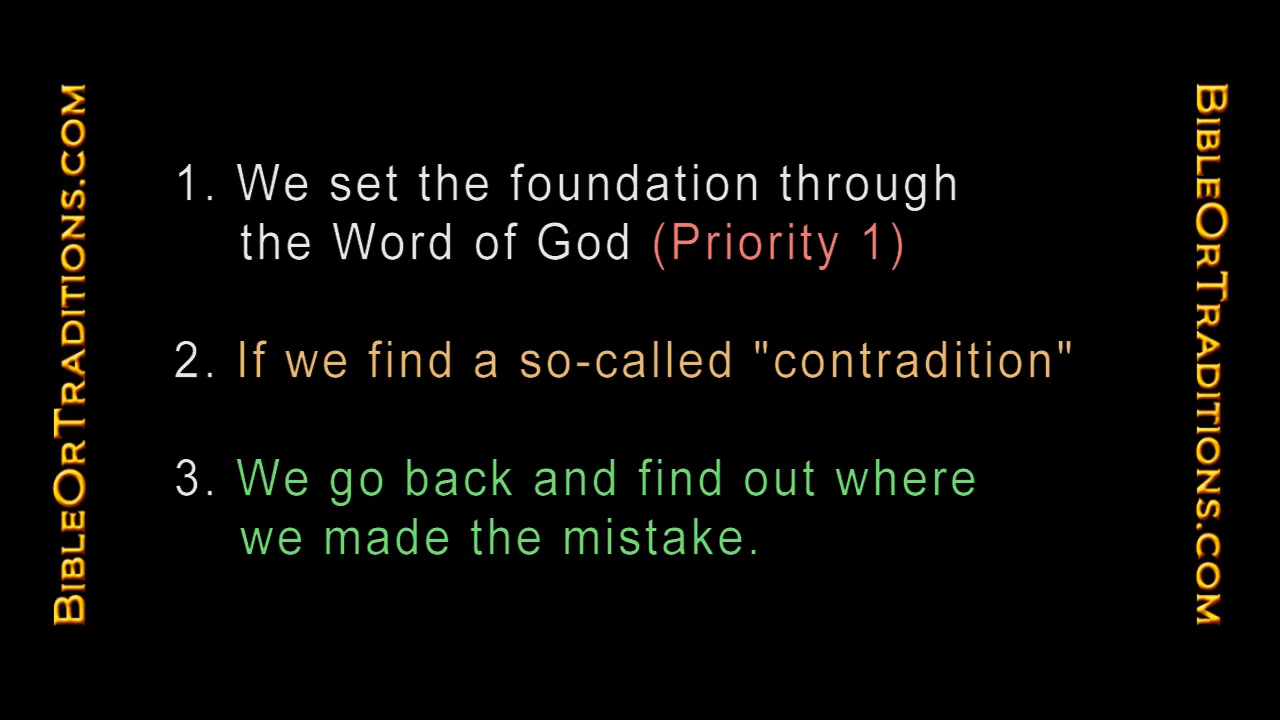 BIBLEORTRADITIONS.COM
1. We set the foundation through
the Word of God (Priority 1)
2. If we find a so-called "contradition"
3. We go back and find out where
we made the mistake.
BIBLEORTRADITIONS.COM